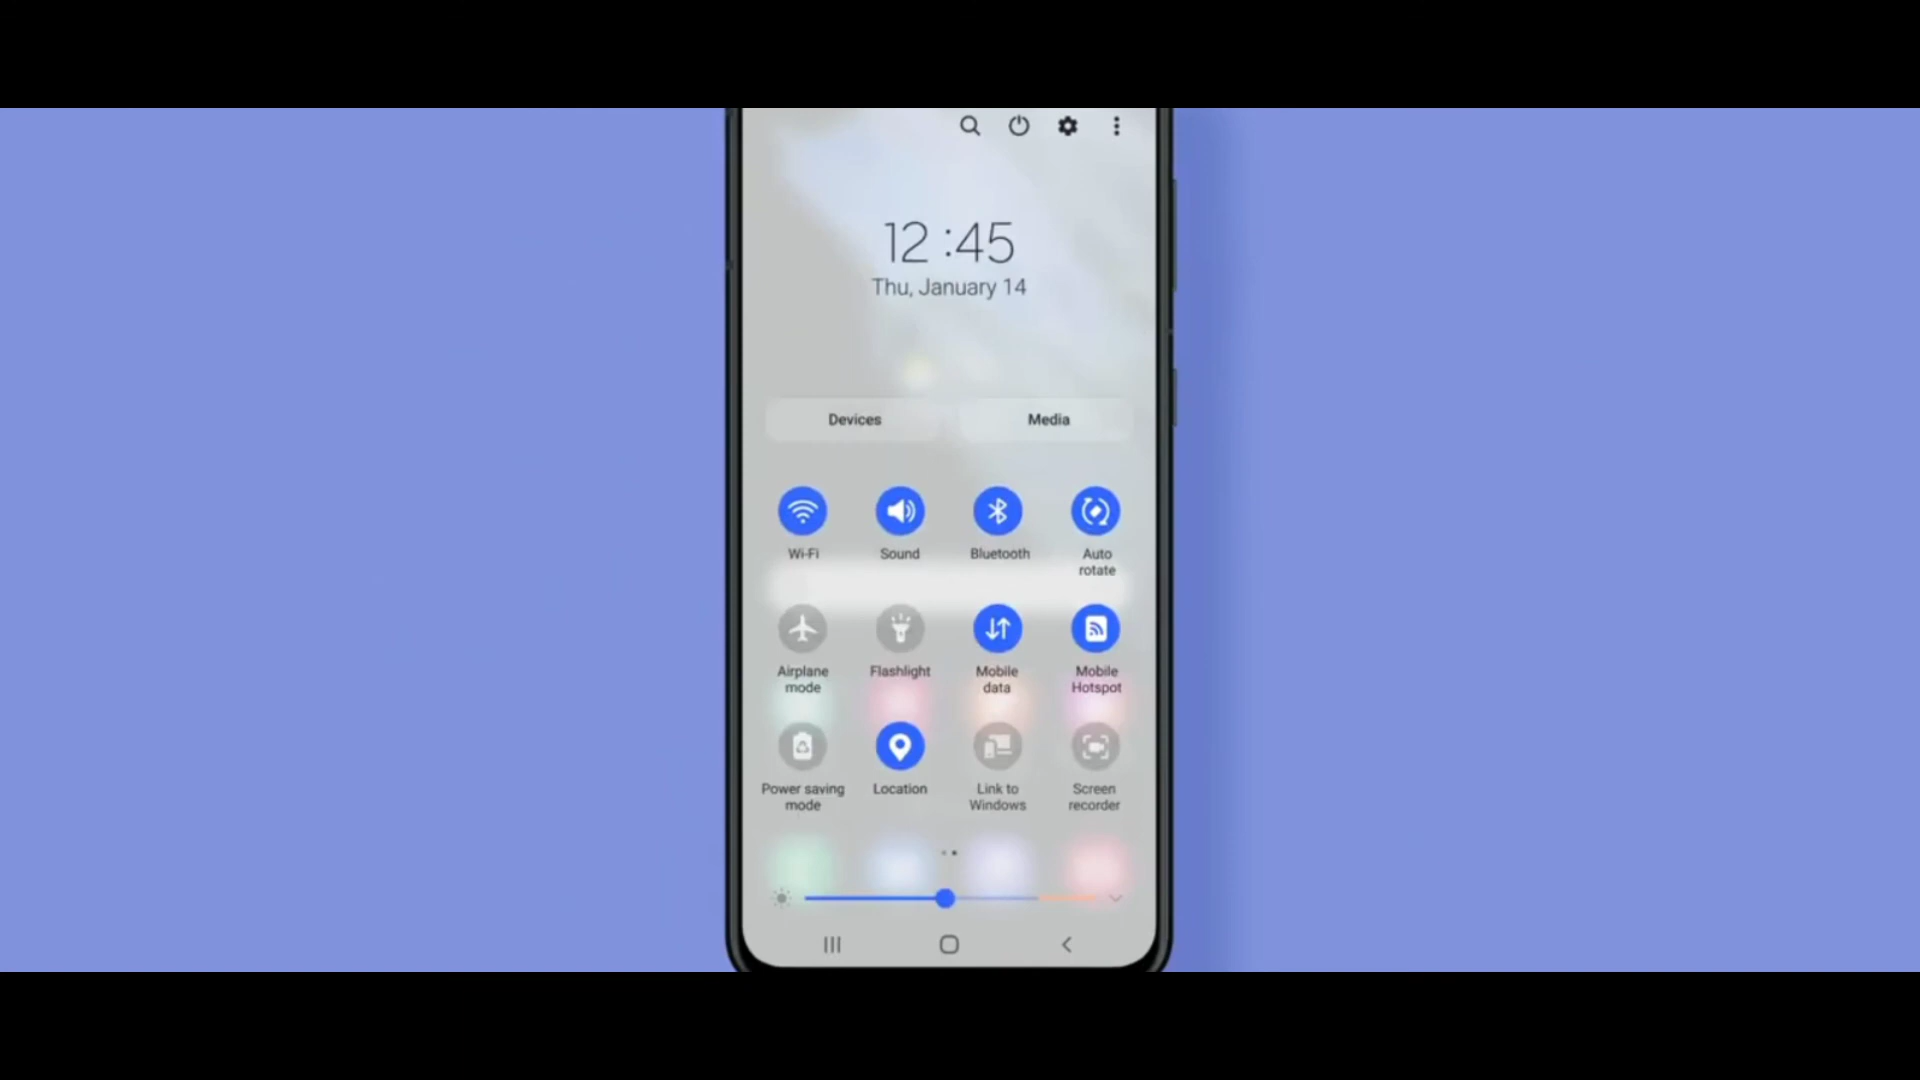 12 :45
Thu, January 14
Devices
Media
Wi-Fi
Sound
Bluetooth
Auto
rotate
Airplane
mode
Flashlight
Mobile
data
Mobile
Hotspot
Power saving
mode
Location
Link to
Windows
Screen
recorder